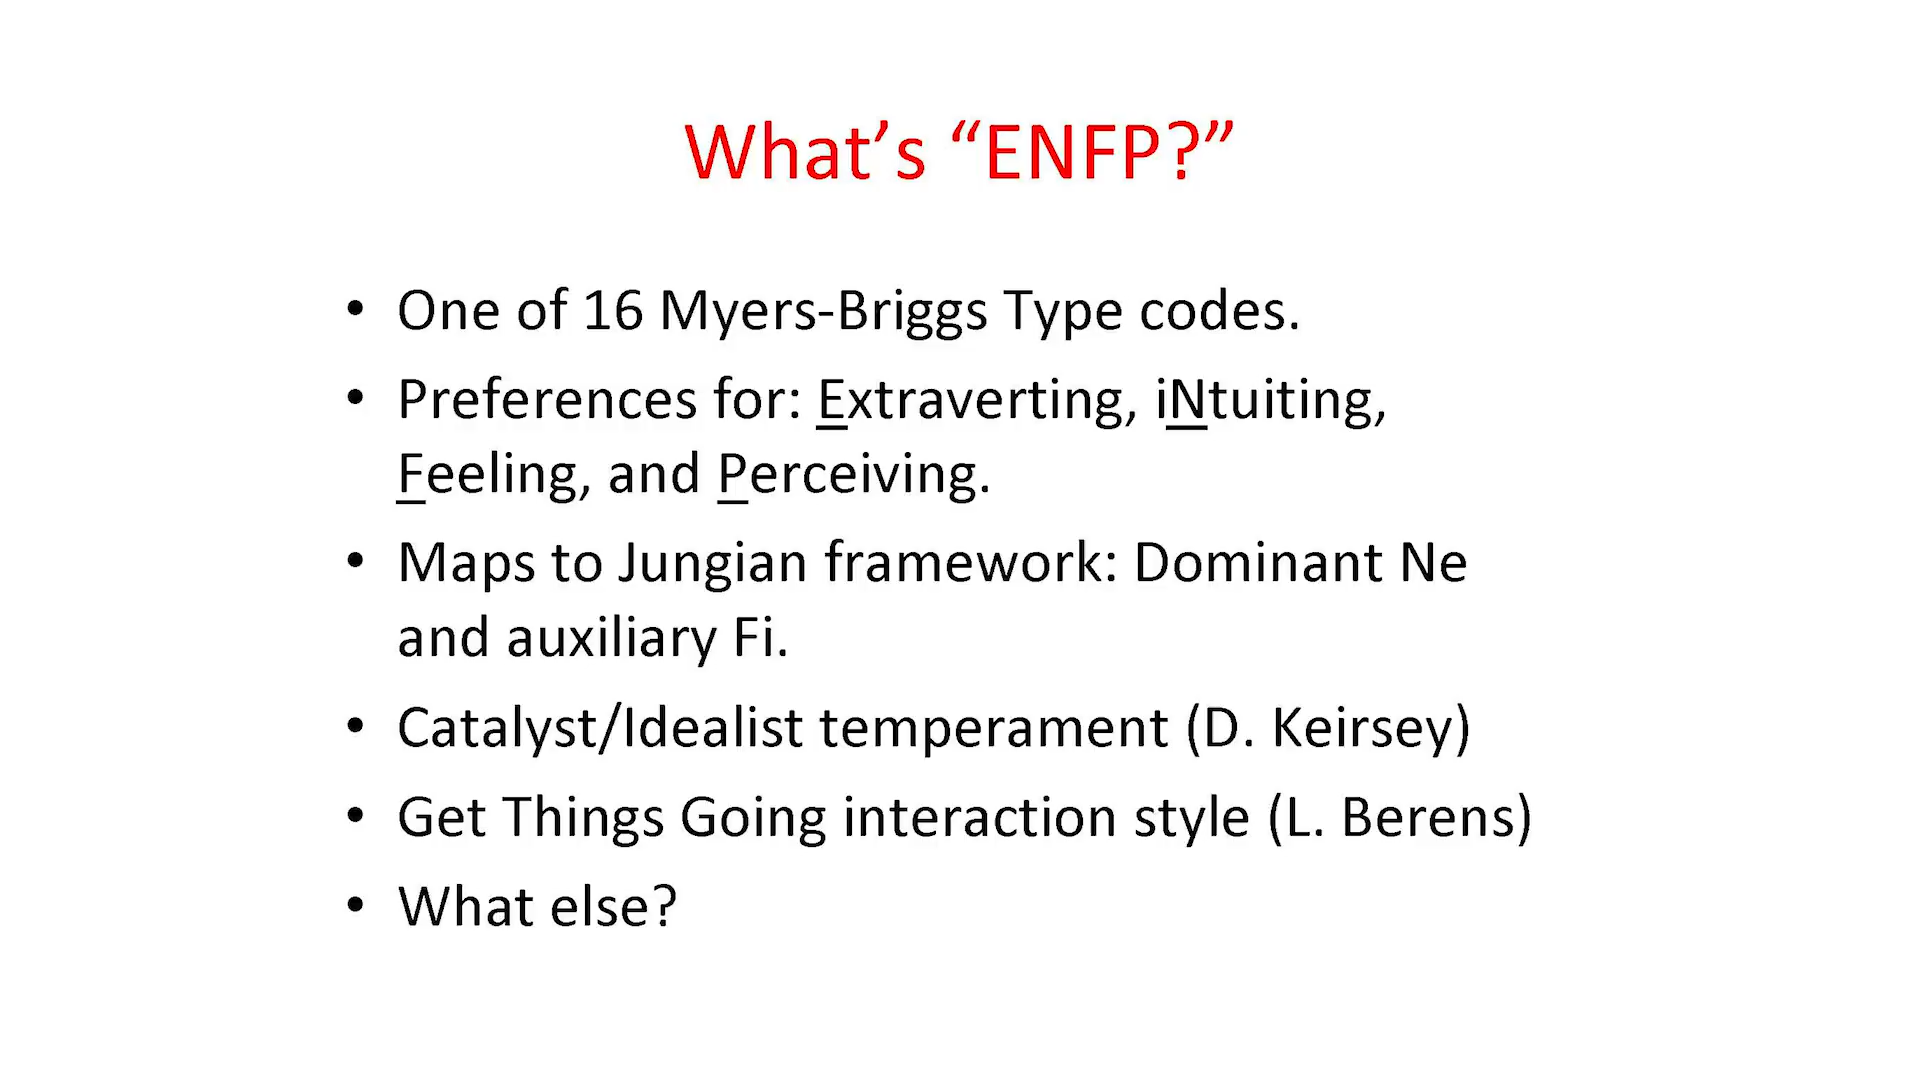 What’s “ENFP?”
• One of 16 Myers-Briggs Type codes.
• Preferences for: Extraverting, iNtuiting,
Feeling, and Perceiving.
• Maps to Jungian framework: Dominant Ne
and auxiliary Fi.
• Catalyst/Idealist temperament (D. Keirsey)
• Get Things Going interaction style (L. Berens)
• What else?